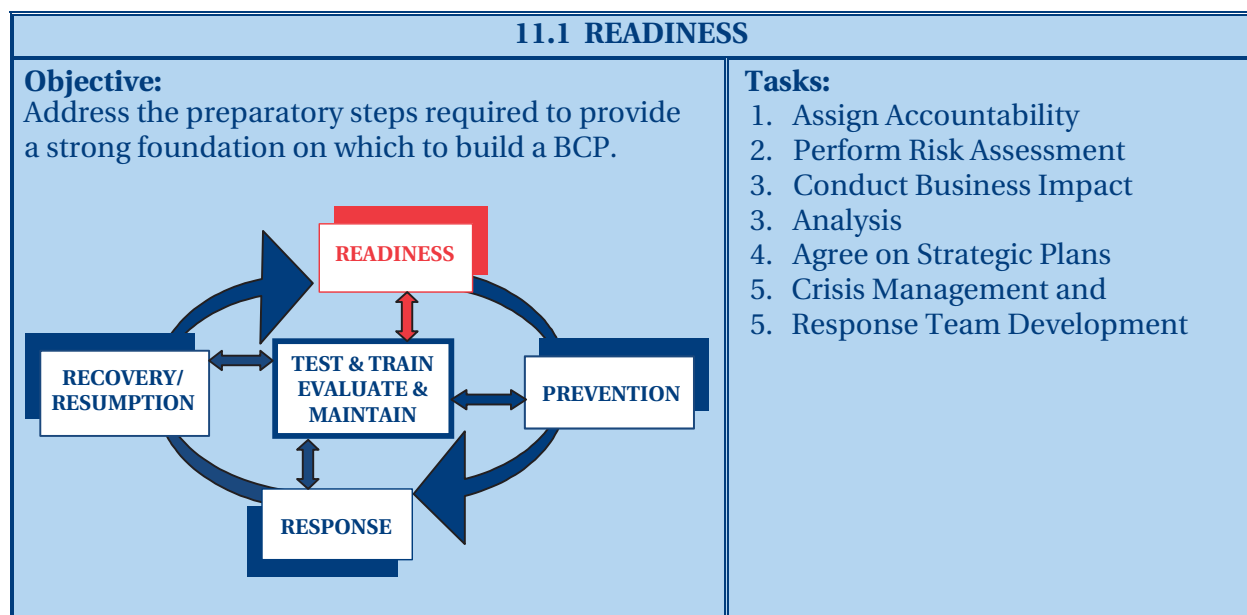 11.1 READINESS
Objective:
Address the preparatory steps required to provide
a strong foundation on which to build a BCP.
READINESS
RECOVERY/
RESUMPTION
TEST & TRAIN
EVALUATE &
MAINTAIN
PREVENTION
RESPONSE
Tasks:
1. Assign Accountability
2. Perform Risk Assessment
3. Conduct Business Impact
3. Analysis
4. Agree on Strategic Plans
5. Crisis Management and
5. Response Team Development